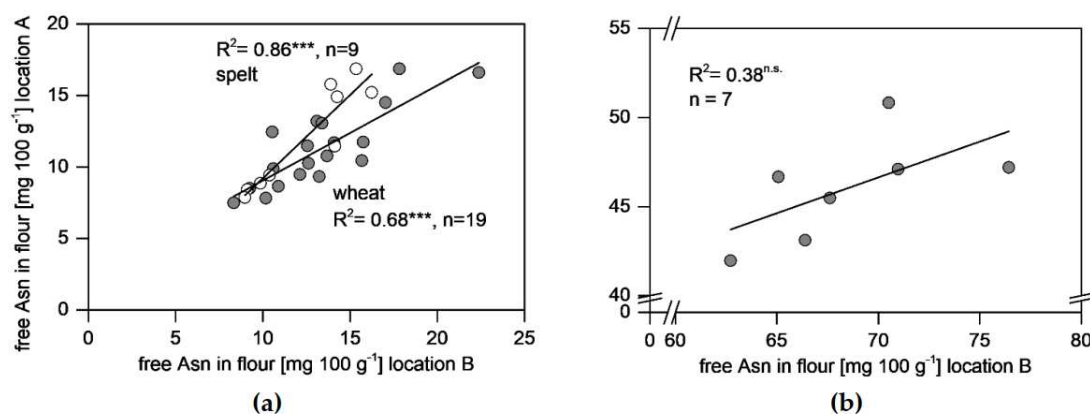 20
15
10
5
0
0
5
10
15
20
25
R²= 0.86***, n=9
spelt
wheat
R²= 0.68***, n=19
free Asn in flour [mg 100 g⁻¹] location A
free Asn in flour [mg 100 g⁻¹] location B
(a)
55
50
45
40
0
0 60
65
70
75
80
R²= 0.38ⁿ·ˢ·
n = 7
free Asn in flour [mg 100 g⁻¹] location B
(b)